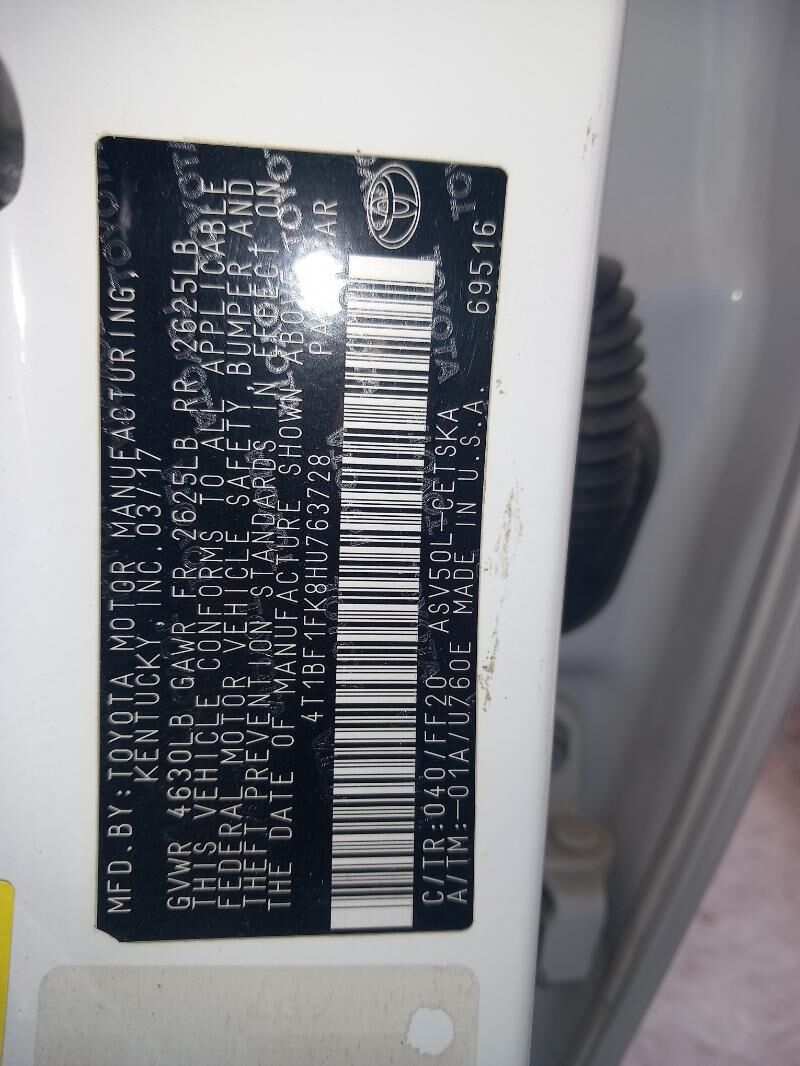 MFD.BY:TOYOTA MOTOR MANUFACTURING,
KENTUCKY, INC.03/17
GVWR 4630LB GAWR FR 2625LB RR 2625LB
THIS VEHICLE CONFORMS TO ALL APPLICABLE
FEDERAL MOTOR VEHICLE SAFETY, BUMPER AND
THEFT PREVENTION STANDARDS IN EFFECT ON
THE DATE OF MANUFACTURE SHOWN
4T1BF1FK8HU763728
C/TR:040/FF20 ASV50L-CETSKA
A/TM:-01A/U760E MADE IN U.S.A.
69516
TOYOTA